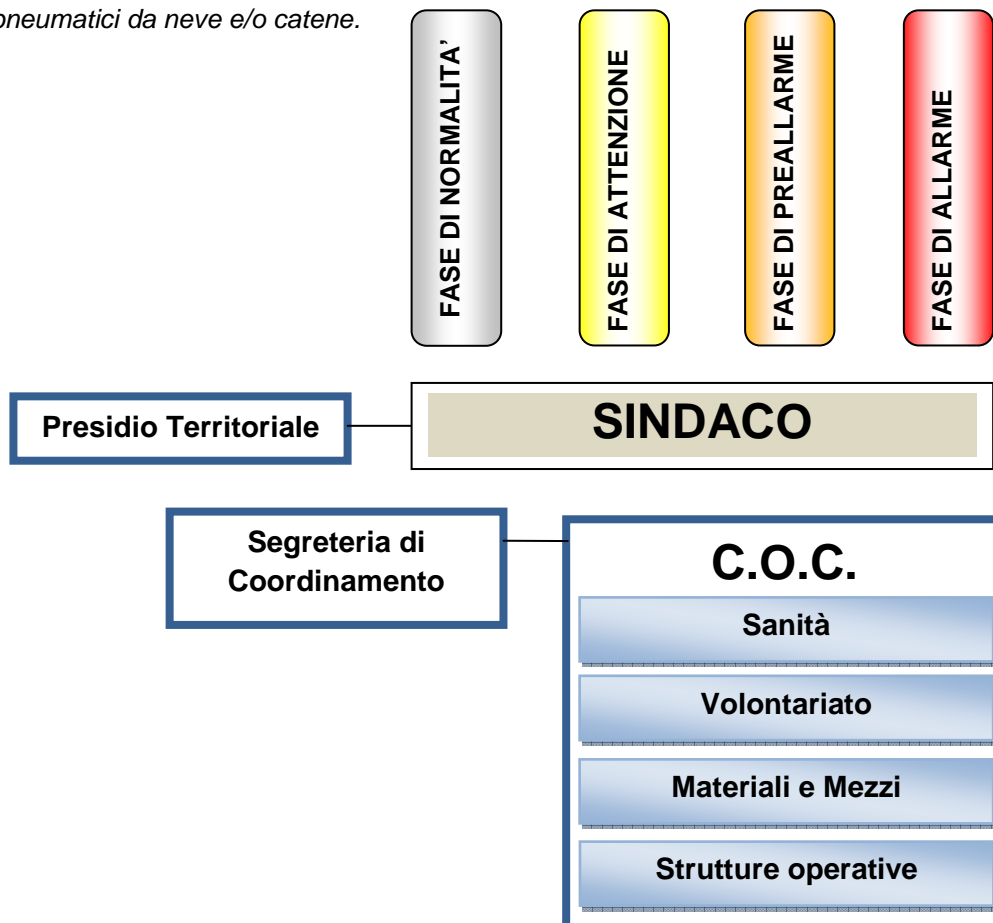 pneumatici da neve e/o catene.
FASE DI NORMALITA’
FASE DI ATTENZIONE
FASE DI PREALLARME
FASE DI ALLARME
Presidio Territoriale
SINDACO
Segreteria di
Coordinamento
C.O.C.
Sanità
Volontariato
Materiali e Mezzi
Strutture operative